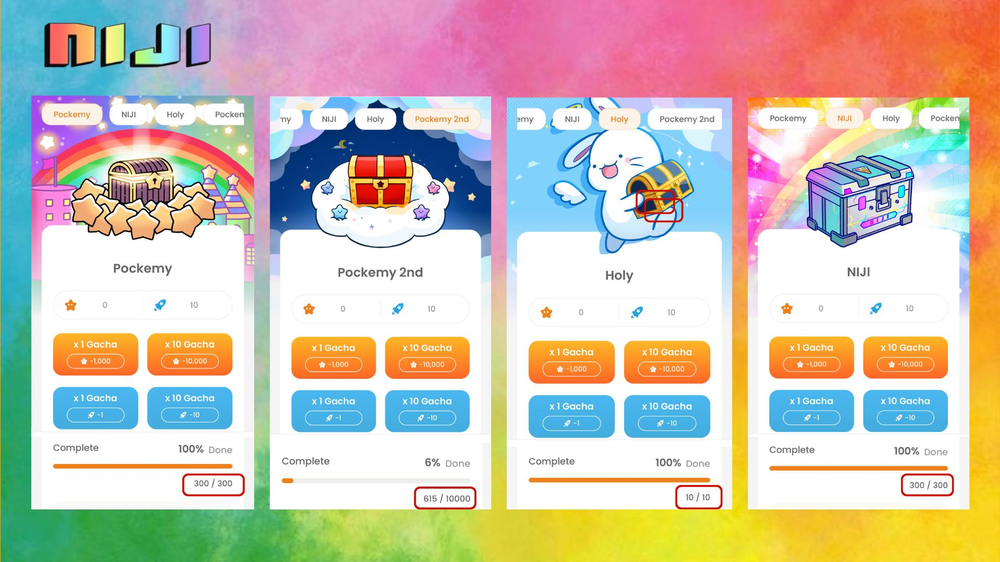 NIJI
Pockemy
NIJI
Holy
Pocken
Pockemy
0
10
x 1 Gacha
-1,000
x 10 Gacha
-10,000
x 1 Gacha
-1
x 10 Gacha
-10
Complete
100% Done
300 / 300
my
NIJI
Holy
Pockemy 2nd
Pockemy 2nd
0
10
x 1 Gacha
-1,000
x 10 Gacha
-10,000
x 1 Gacha
-1
x 10 Gacha
-10
Complete
6% Done
615 / 10000
emy
NIJI
Holy
Pockemy 2nd
Holy
0
10
x 1 Gacha
-1,000
x 10 Gacha
-10,000
x 1 Gacha
-1
x 10 Gacha
-10
Complete
100% Done
10 / 10
Pockemy
NIJI
Holy
Pocken
NIJI
NIJI
0
10
x 1 Gacha
-1,000
x 10 Gacha
-10,000
x 1 Gacha
-1
x 10 Gacha
-10
Complete
100% Done
300 / 300